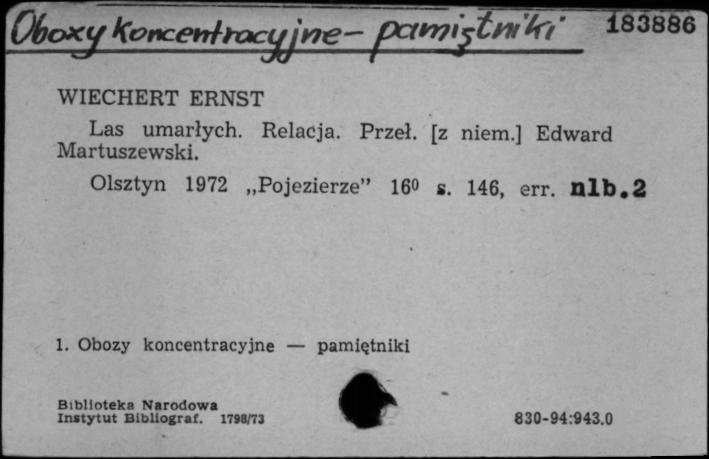 Obozy koncentracyjne - pamiętniki 183886
WIECHERT ERNST
Las umarłych. Relacja. Przeł. [z niem.] Edward
Martuszewski.
Olsztyn 1972 „Pojezierze” 16⁰ s. 146, err. nlb.2
1. Obozy koncentracyjne — pamiętniki
Biblioteka Narodowa
Instytut Bibliograf. 1798/73
830-94:943.0